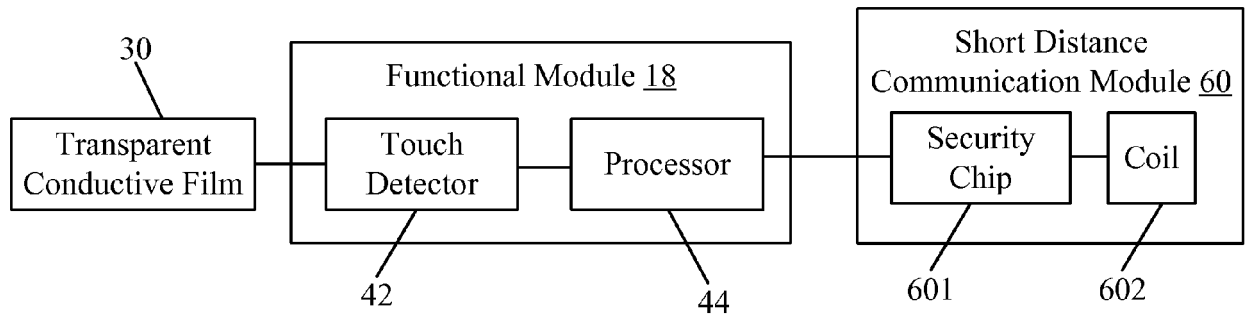 30
Transparent
Conductive Film
Functional Module 18
Touch
Detector
Processor
42
44
Short Distance
Communication Module 60
Security
Chip
Coil
601
602